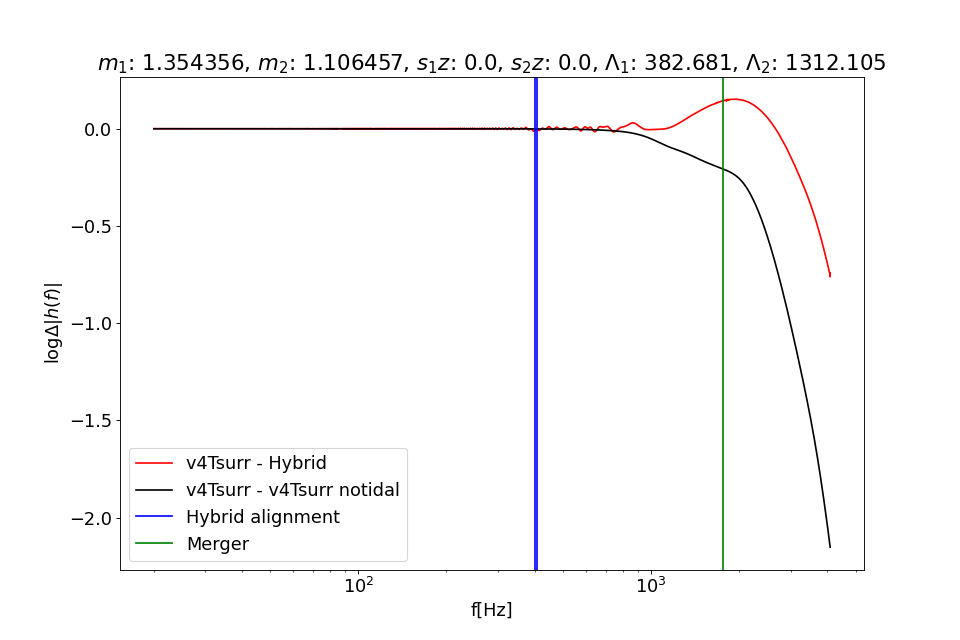 m₁: 1.354356, m₂: 1.106457, s₁z: 0.0, s₂z: 0.0, Λ₁: 382.681, Λ₂: 1312.105
0.0
−0.5
−1.0
−1.5
−2.0
logΔ|h(f)|
v4Tsurr - Hybrid
v4Tsurr - v4Tsurr notidal
Hybrid alignment
Merger
10² 10³
f[Hz]